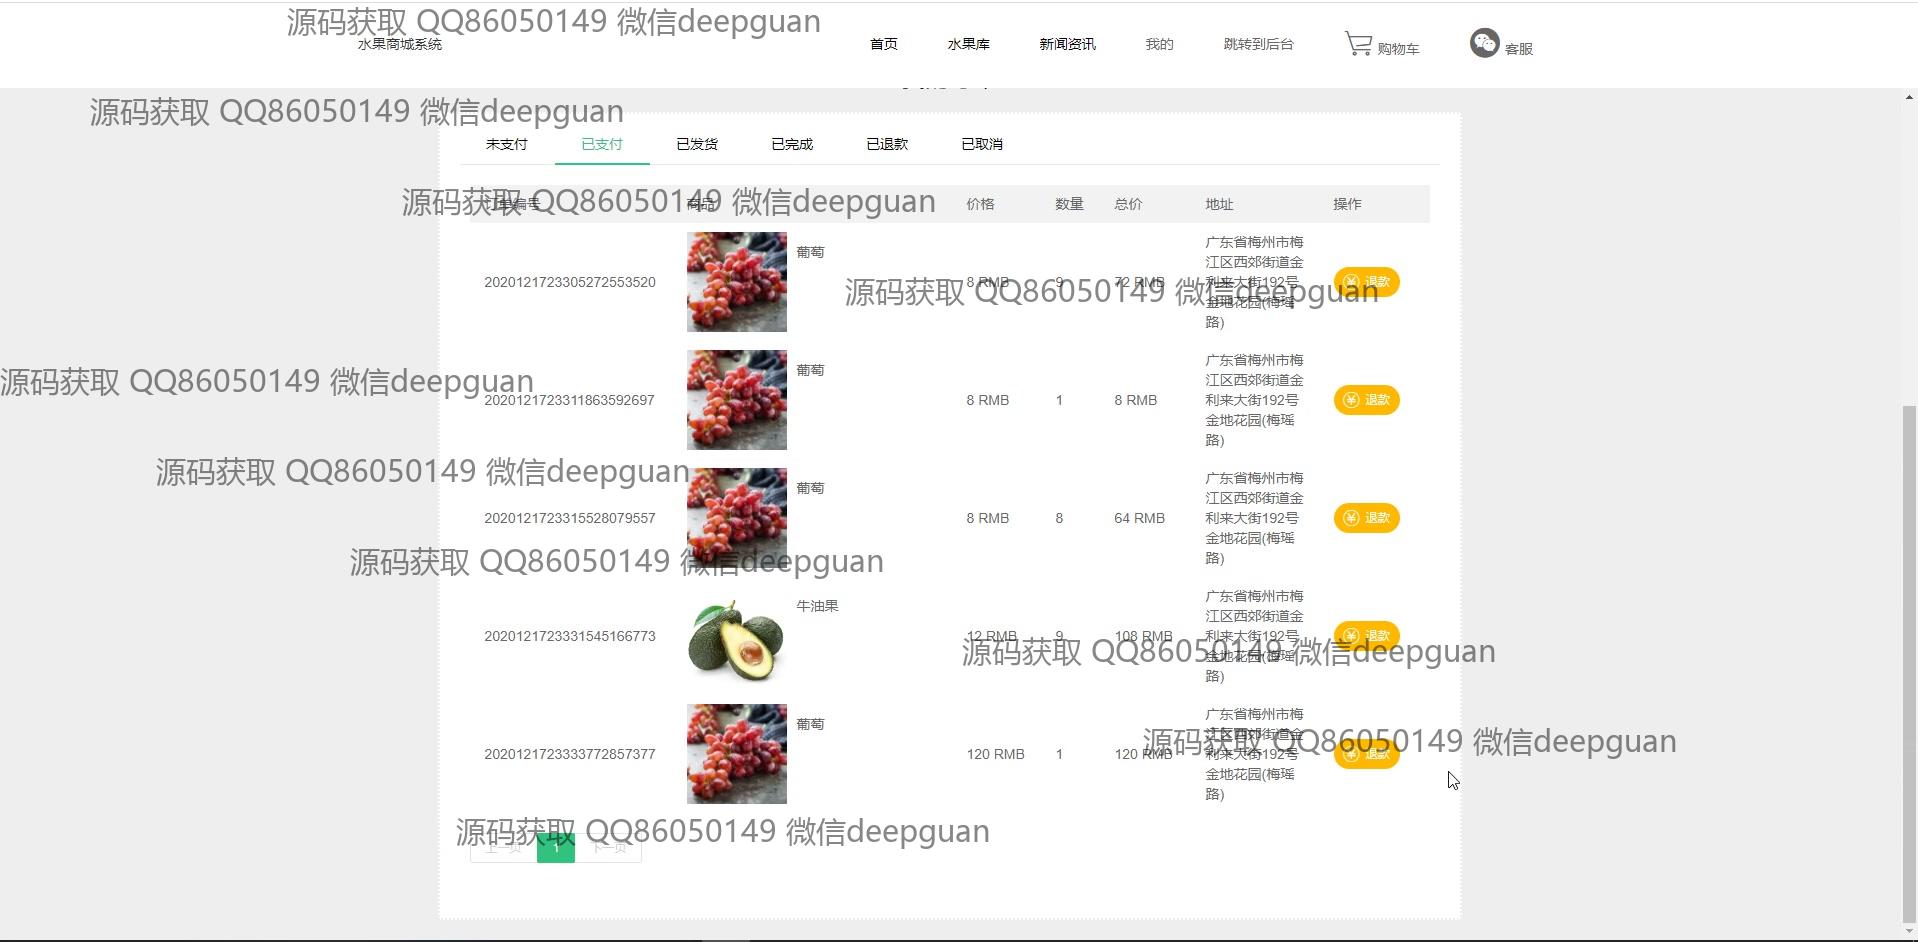 源码获取 QQ86050149 微信deepguan
水果商城系统
首页 水果库 新闻资讯 我的 跳转到后台 购物车 客服
源码获取 QQ86050149 微信deepguan
未支付 已支付 已发货 已完成 已退款 已取消
源码获取 QQ86050149 微信deepguan
订单编号 商品 价格 数量 总价 地址 操作
2020121723305272553520 葡萄 8 RMB 9 72 RMB
广东省梅州市梅
江区西郊街道金
利来大街192号
金地花园(梅瑶
路)
退款
源码获取 QQ86050149 微信deepguan
2020121723311863592697 葡萄 8 RMB 1 8 RMB
广东省梅州市梅
江区西郊街道金
利来大街192号
金地花园(梅瑶
路)
退款
源码获取 QQ86050149 微信deepguan
源码获取 QQ86050149 微信deepguan
2020121723315528079557 葡萄 8 RMB 8 64 RMB
广东省梅州市梅
江区西郊街道金
利来大街192号
金地花园(梅瑶
路)
退款
源码获取 QQ86050149 微信deepguan
2020121723331545166773 牛油果 12 RMB 9 108 RMB
广东省梅州市梅
江区西郊街道金
利来大街192号
金地花园(梅瑶
路)
退款
源码获取 QQ86050149 微信deepguan
2020121723333772857377 葡萄 120 RMB 1 120 RMB
广东省梅州市梅
江区西郊街道金
利来大街192号
金地花园(梅瑶
路)
退款
源码获取 QQ86050149 微信deepguan
源码获取 QQ86050149 微信deepguan
上一页 1 下一页